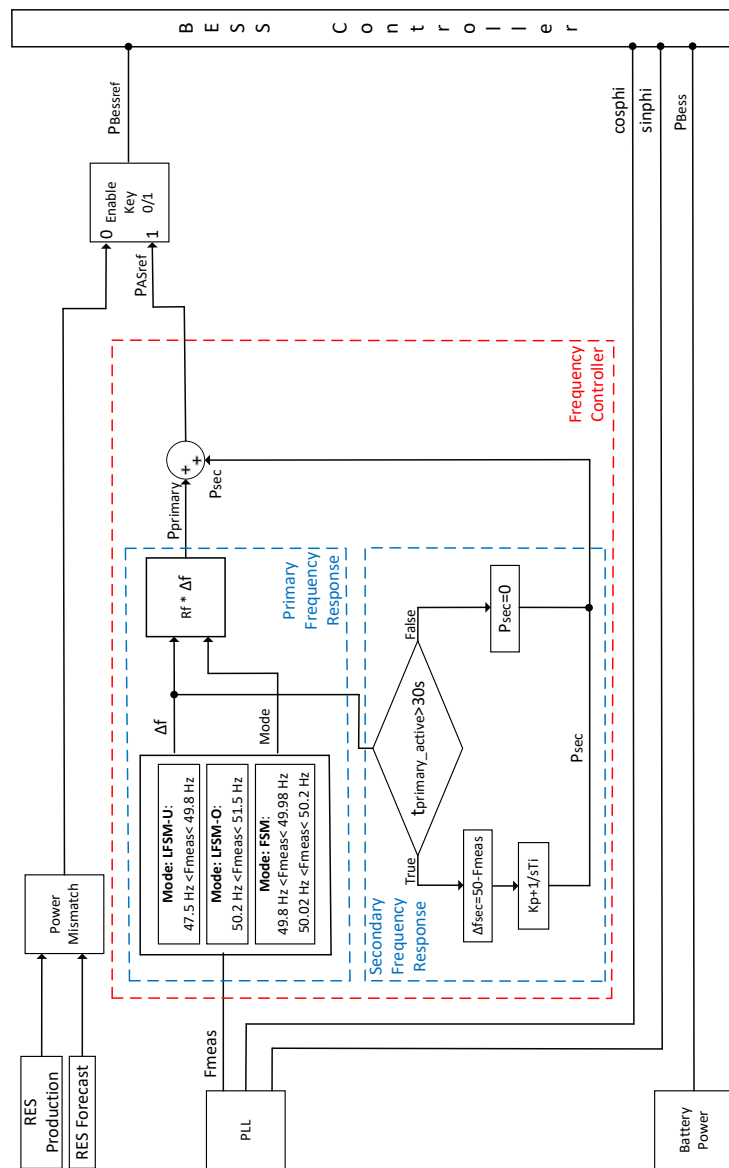 RES
Production
RES Forecast
Power
Mismatch
PLL
Fmeas
Battery
Power
Mode: LFSM-U:
47.5 Hz <Fmeas< 49.8 Hz
Mode: LFSM-O:
50.2 Hz <Fmeas< 51.5 Hz
Mode: FSM:
49.8 Hz <Fmeas< 49.98 Hz
50.02 Hz <Fmeas< 50.2 Hz
Δf
Mode
Rf * Δf
Primary
Frequency
Response
Secondary
Frequency
Response
True
tprimary_active>30s
False
Δfsec=50-Fmeas
Kp+1/sTi
Psec=0
Psec
Pprimary
+
+
Psec
Frequency
Controller
PASref
0
Enable
Key
0/1
1
PBessref
cosphi
sinphi
PBess
BESS Controller